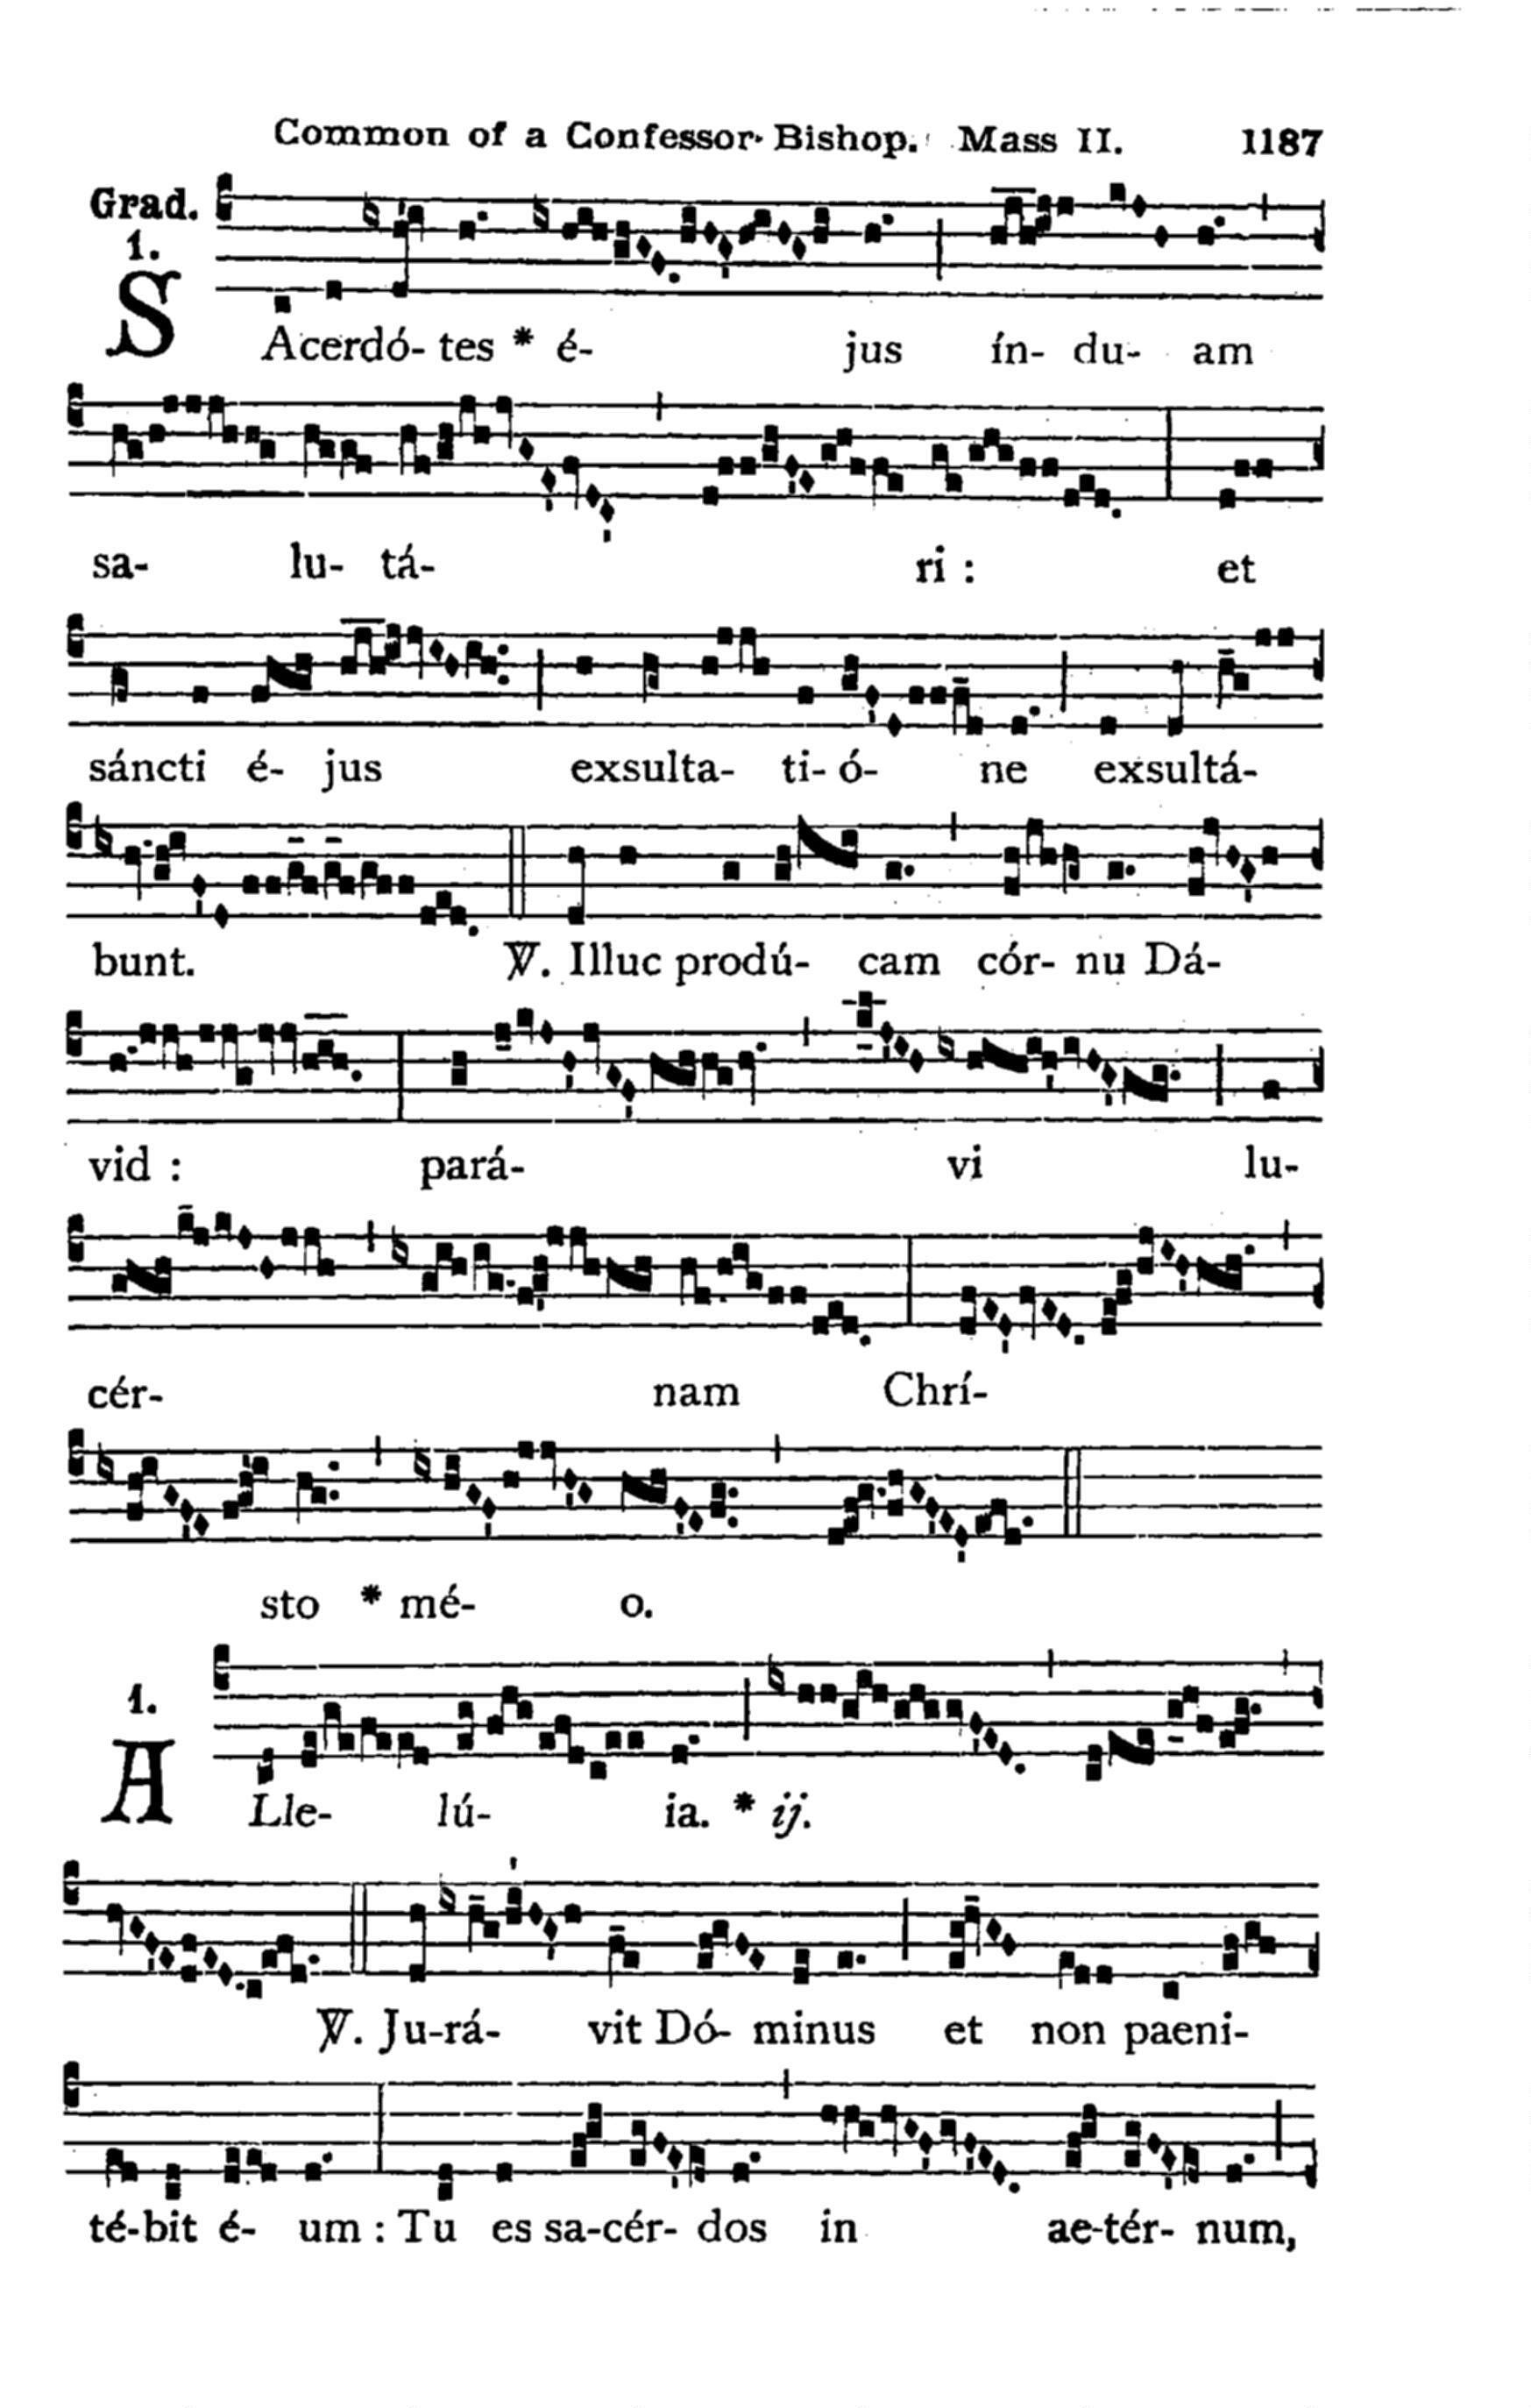 Common of a Confessor Bishop. Mass II. 1187
Grad.
1.
SAcerdó- tes * é- jus ín- du- am
sa- lu- tá- ri : et
sáncti é- jus exsulta- ti- ó- ne exsultá-
bunt. ℣. Illuc prodú- cam cór- nu Dá-
vid : pará- vi lu-
cér- nam Chrí-
sto * mé- o.
1.
ALle- lú- ia. * ij.
℣. Ju-rá- vit Dó- minus et non paeni-
té-bit é- um : Tu es sa-cér- dos in ae-tér- num,